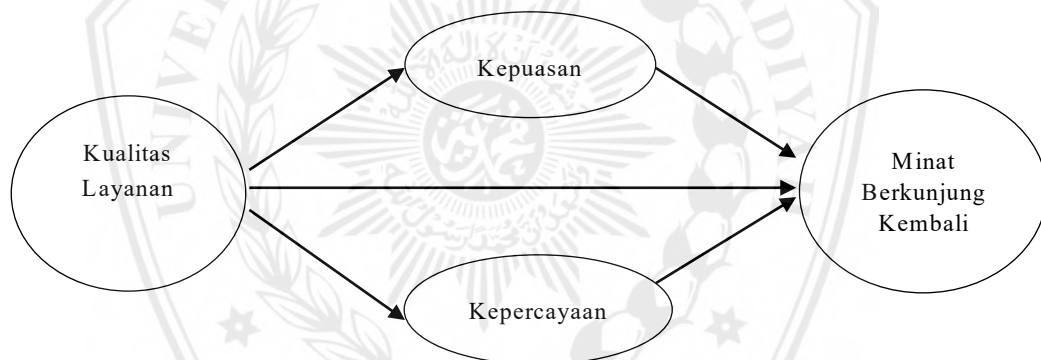 Kepuasan
Kualitas
Layanan
Minat
Berkunjung
Kembali
Kepercayaan